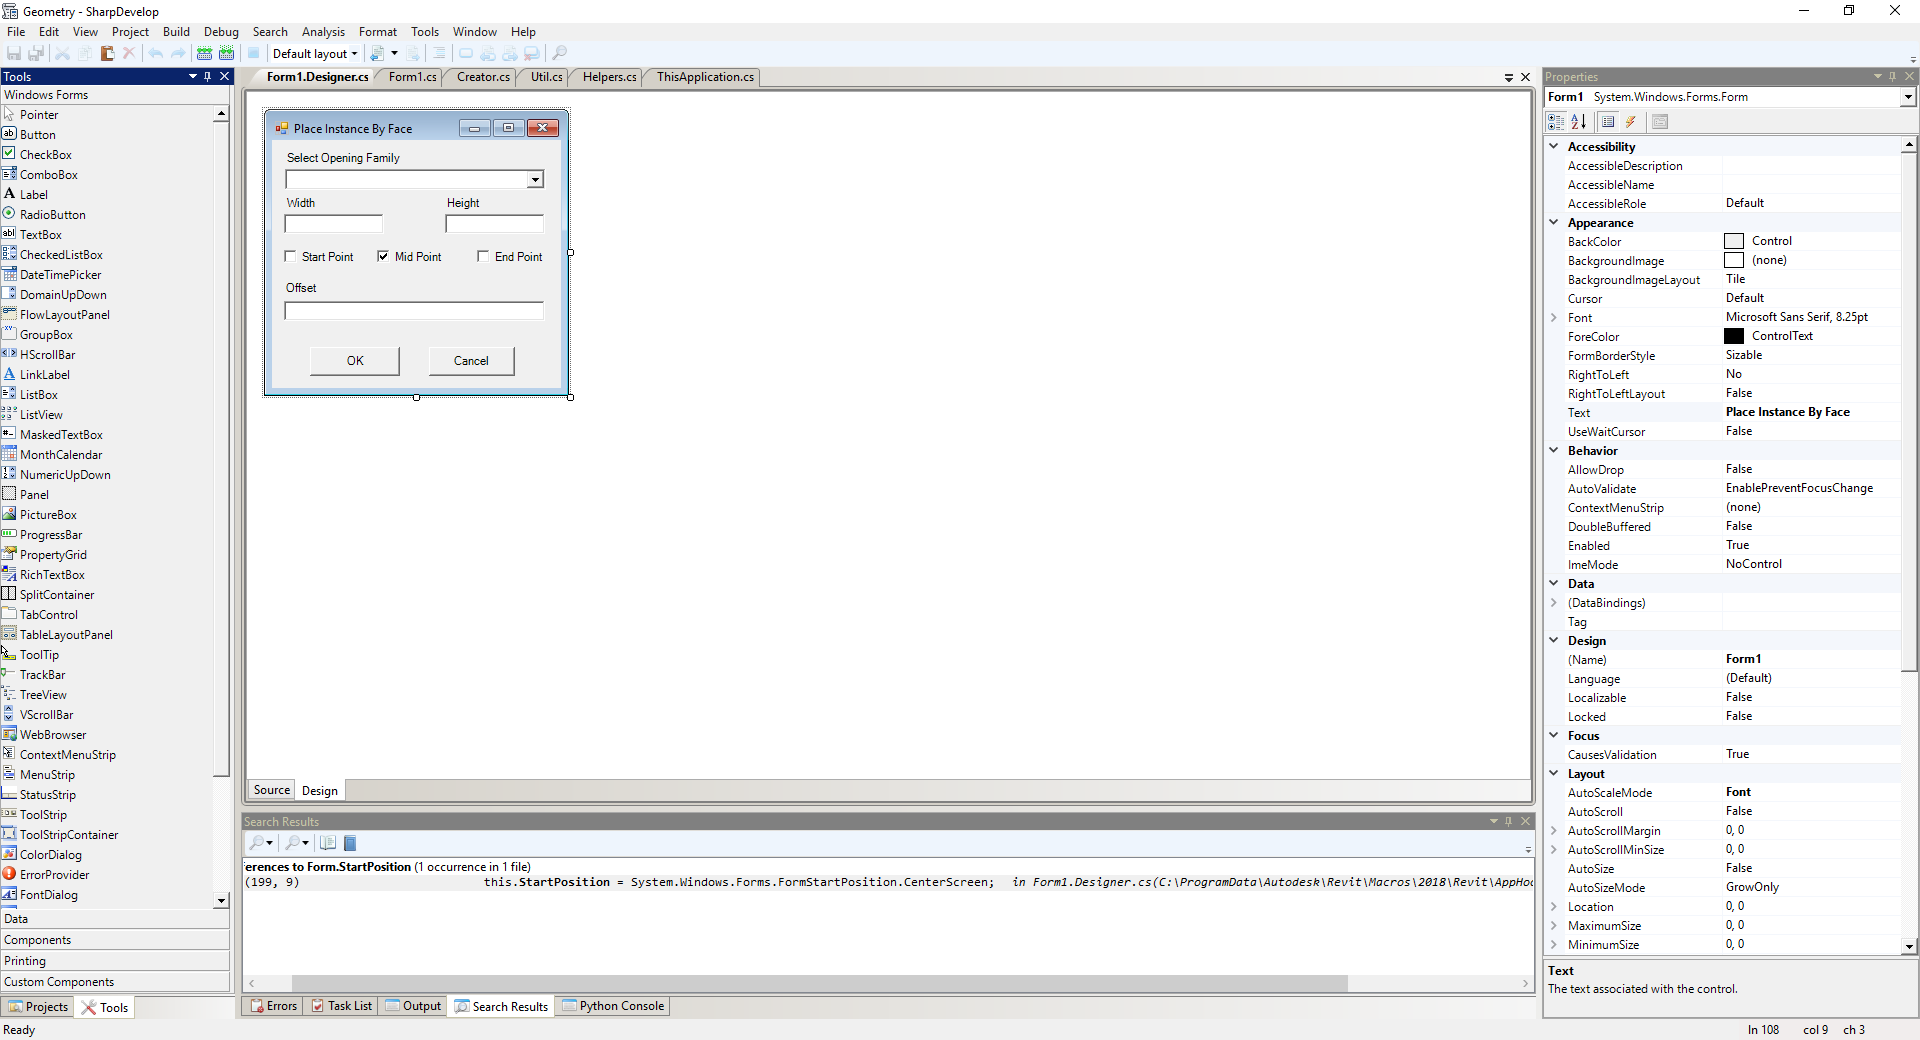 Geometry - SharpDevelop
File Edit View Project Build Debug Search Analysis Format Tools Window Help
Default layout
Tools
Windows Forms
Pointer
Button
CheckBox
ComboBox
Label
RadioButton
TextBox
CheckedListBox
DateTimePicker
DomainUpDown
FlowLayoutPanel
GroupBox
HScrollBar
LinkLabel
ListBox
ListView
MaskedTextBox
MonthCalendar
NumericUpDown
Panel
PictureBox
ProgressBar
PropertyGrid
RichTextBox
SplitContainer
TabControl
TableLayoutPanel
ToolTip
TrackBar
TreeView
VScrollBar
WebBrowser
ContextMenuStrip
MenuStrip
StatusStrip
ToolStrip
ToolStripContainer
ColorDialog
ErrorProvider
FontDialog
Data
Components
Printing
Custom Components
Projects Tools
Ready
Form1.Designer.cs Form1.cs Creator.cs Util.cs Helpers.cs ThisApplication.cs
Place Instance By Face
Select Opening Family
Width Height
Start Point Mid Point End Point
Offset
OK Cancel
Source Design
Search Results
erences to Form.StartPosition (1 occurrence in 1 file)
(199, 9) this.StartPosition = System.Windows.Forms.FormStartPosition.CenterScreen; in Form1.Designer.cs(C:\ProgramData\Autodesk\Revit\Macros\2018\Revit\AppHoo
Errors Task List Output Search Results Python Console
Properties
Form1 System.Windows.Forms.Form
Accessibility
AccessibleDescription
AccessibleName
AccessibleRole Default
Appearance
BackColor Control
BackgroundImage (none)
BackgroundImageLayout Tile
Cursor Default
Font Microsoft Sans Serif, 8.25pt
ForeColor ControlText
FormBorderStyle Sizable
RightToLeft No
RightToLeftLayout False
Text Place Instance By Face
UseWaitCursor False
Behavior
AllowDrop False
AutoValidate EnablePreventFocusChange
ContextMenuStrip (none)
DoubleBuffered False
Enabled True
ImeMode NoControl
Data
(DataBindings)
Tag
Design
(Name) Form1
Language (Default)
Localizable False
Locked False
Focus
CausesValidation True
Layout
AutoScaleMode Font
AutoScroll False
AutoScrollMargin 0, 0
AutoScrollMinSize 0, 0
AutoSize False
AutoSizeMode GrowOnly
Location 0, 0
MaximumSize 0, 0
MinimumSize 0, 0
Text
The text associated with the control.
ln 108 col 9 ch 3